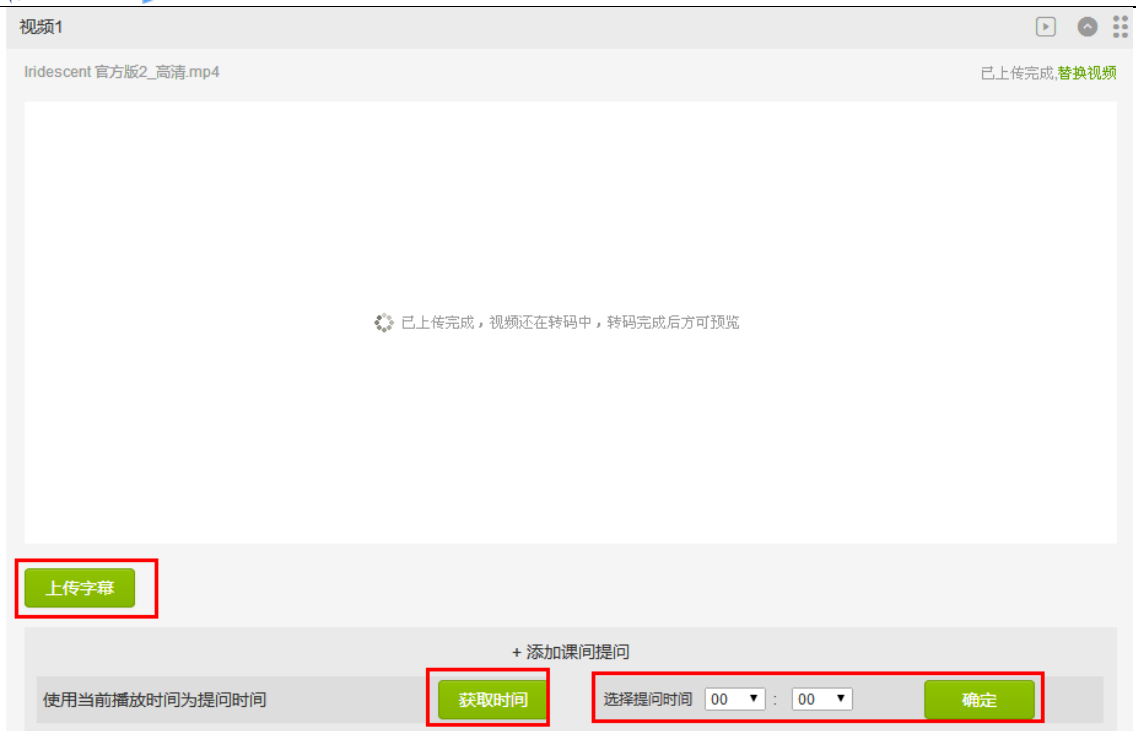 视频1
Iridescent 官方版2_高清.mp4 已上传完成,替换视频
已上传完成，视频还在转码中，转码完成后方可预览
上传字幕
+ 添加课间提问
使用当前播放时间为提问时间 获取时间 选择提问时间 00 : 00 确定